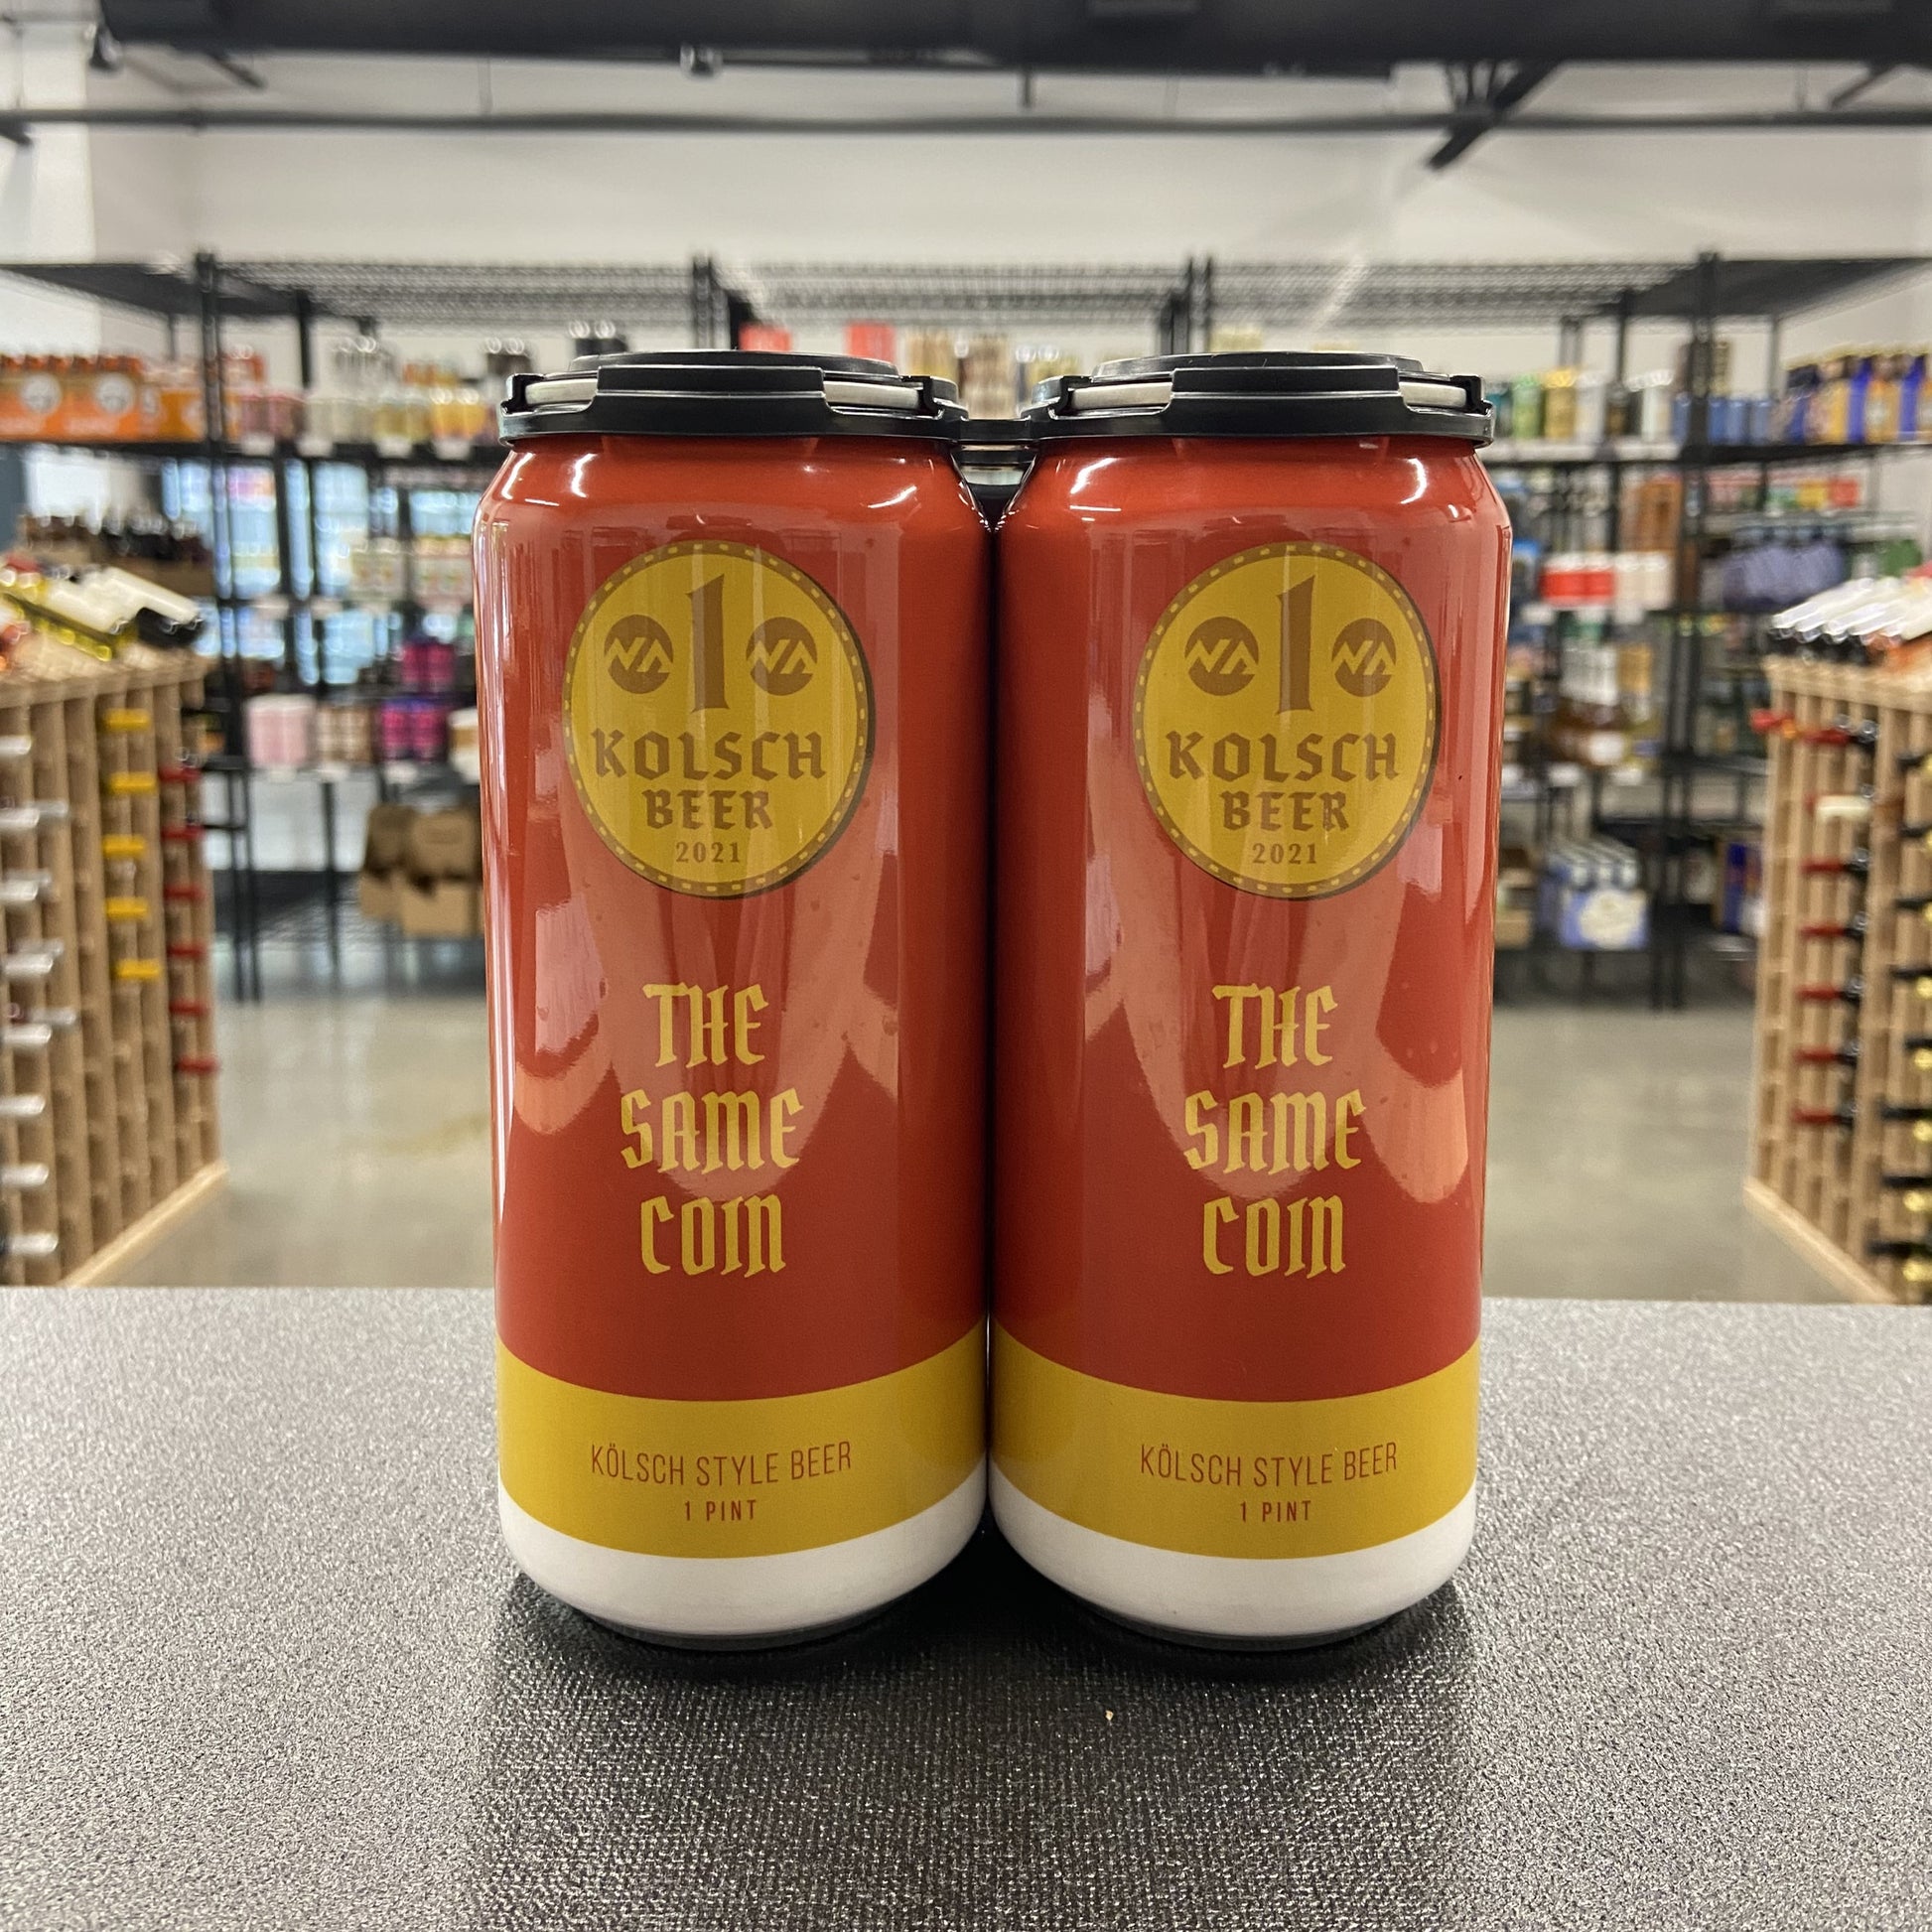 1
KOLSCH
BEER
2021
THE
SAME
COIN
KÖLSCH STYLE BEER
1 PINT
1
KOLSCH
BEER
2021
THE
SAME
COIN
KÖLSCH STYLE BEER
1 PINT